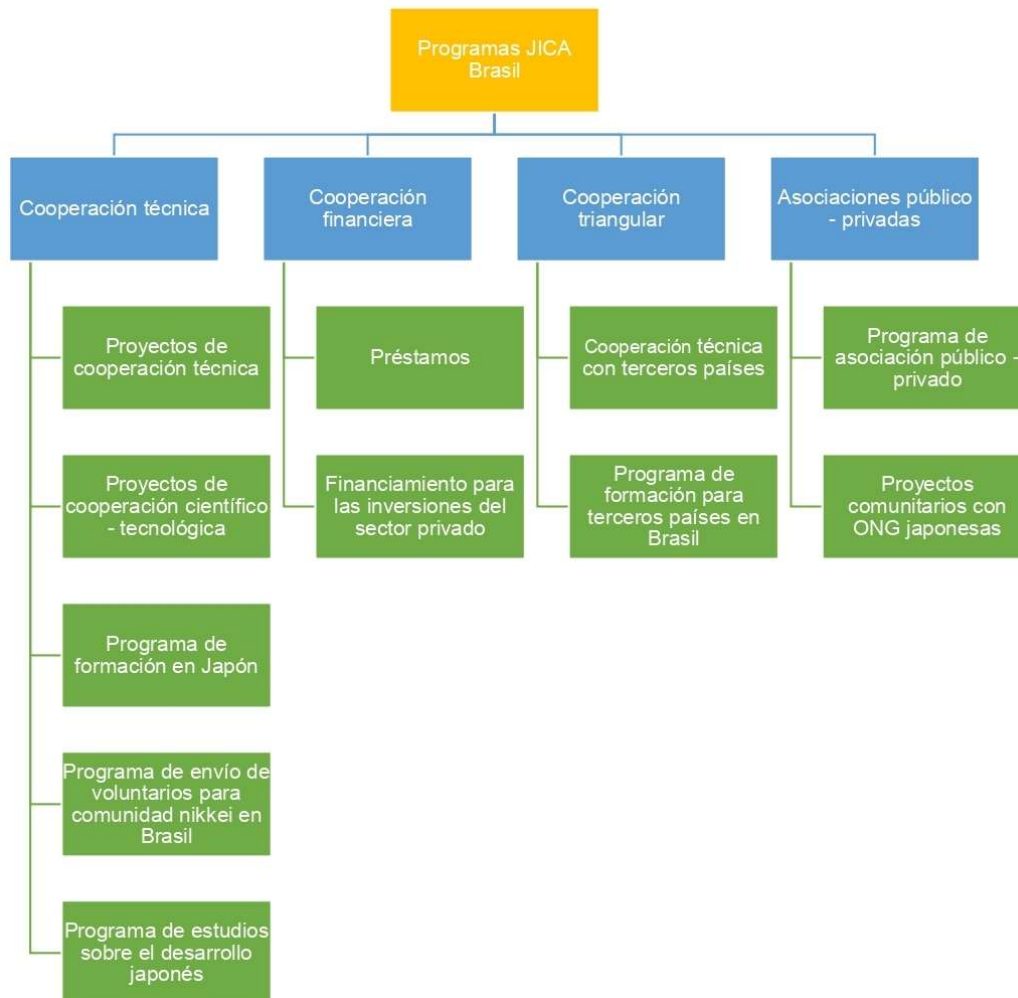 Programas JICA
Brasil
Cooperación técnica
Cooperación
financiera
Cooperación
triangular
Asociaciones público
- privadas
Proyectos de
cooperación técnica
Préstamos
Cooperación técnica
con terceros países
Programa de
asociación público -
privado
Proyectos de
cooperación científico
- tecnológica
Financiamiento para
las inversiones del
sector privado
Programa de
formación para
terceros países en
Brasil
Proyectos
comunitarios con
ONG japonesas
Programa de
formación en Japón
Programa de envío de
voluntarios para
comunidad nikkei en
Brasil
Programa de estudios
sobre el desarrollo
japonés